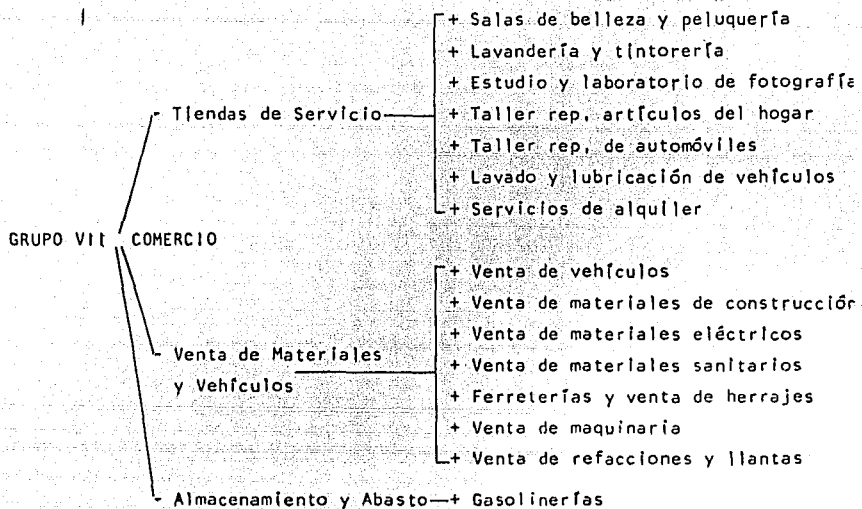 + Salas de belleza y peluquería
+ Lavandería y tintorería
+ Estudio y laboratorio de fotografía
- Tiendas de Servicio
+ Taller rep. artículos del hogar
+ Taller rep. de automóviles
+ Lavado y lubricación de vehículos
+ Servicios de alquiler
GRUPO VII COMERCIO
+ Venta de vehículos
+ Venta de materiales de construcción
+ Venta de materiales eléctricos
- Venta de Materiales
y Vehículos
+ Venta de materiales sanitarios
+ Ferreterías y venta de herrajes
+ Venta de maquinaria
+ Venta de refacciones y llantas
- Almacenamiento y Abasto
+ Gasolinerías